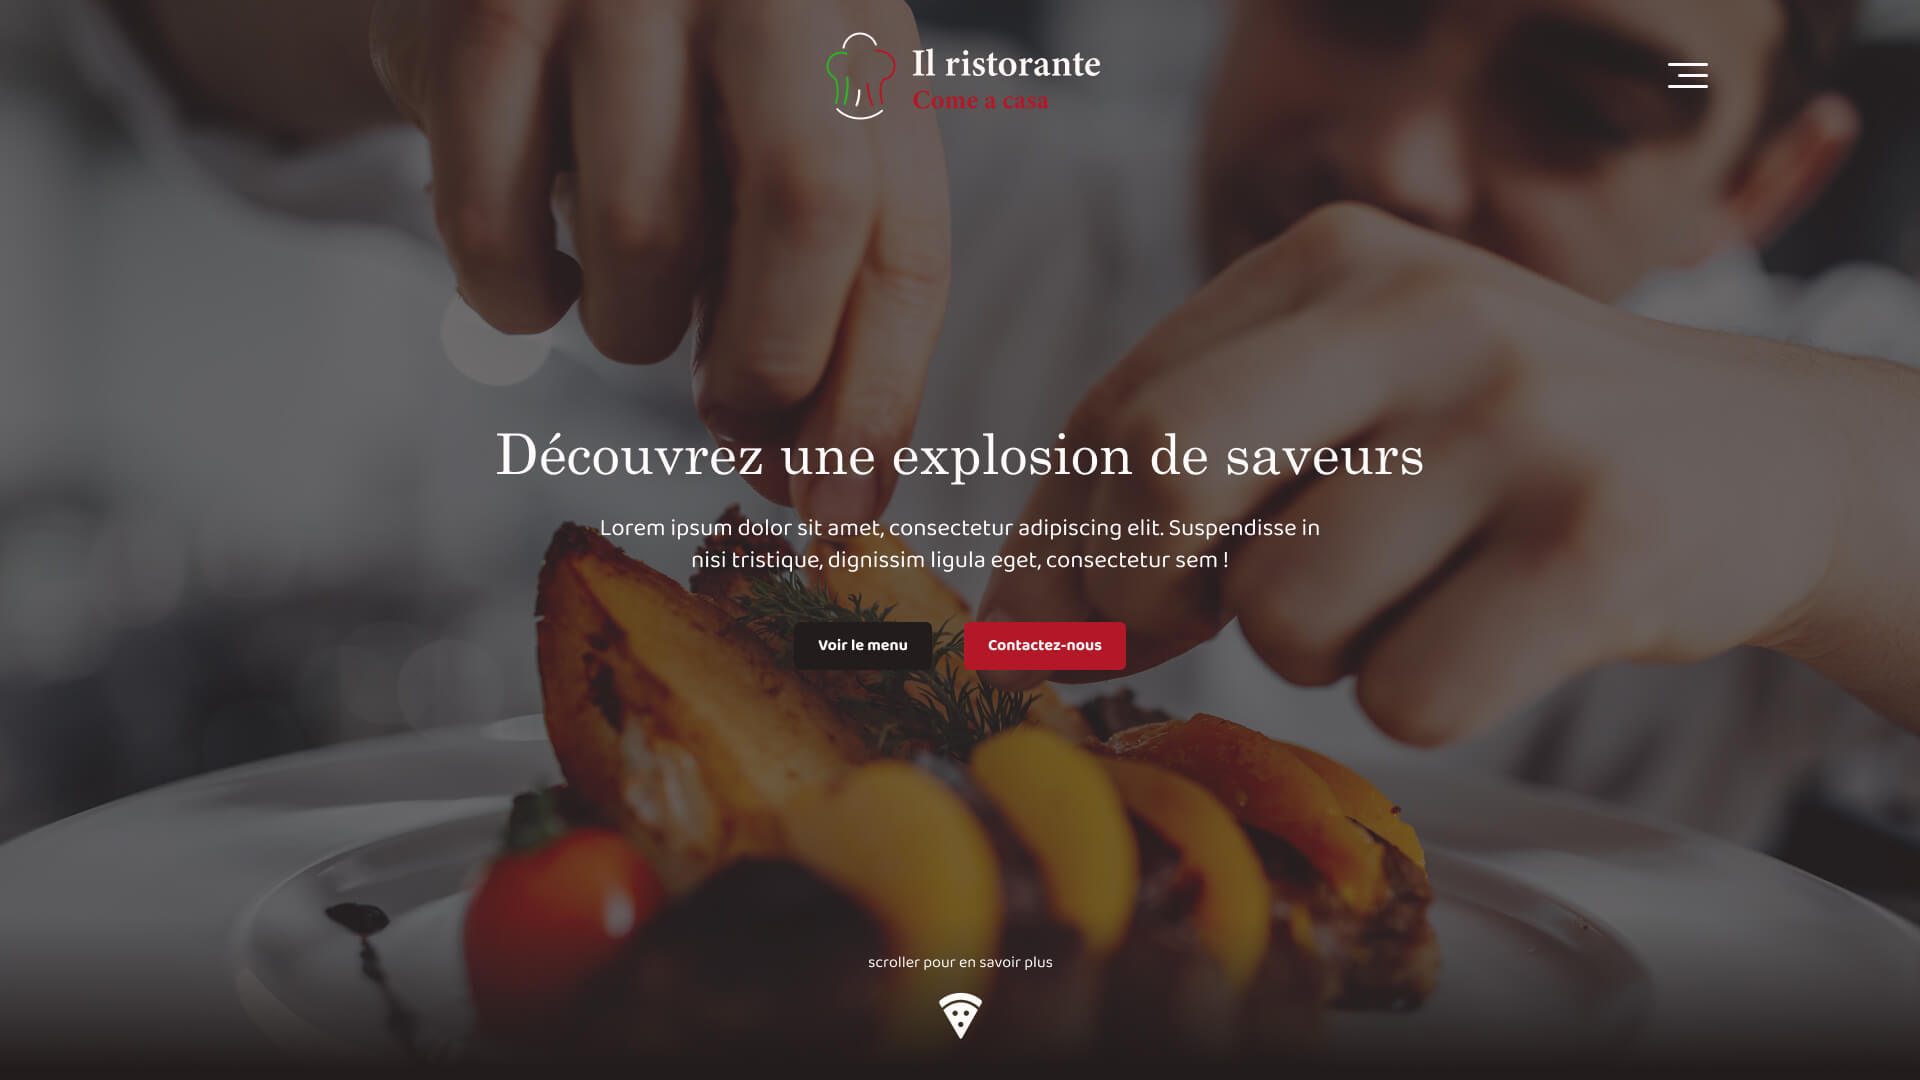 Il ristorante
Come a casa
Découvrez une explosion de saveurs
Lorem ipsum dolor sit amet, consectetur adipiscing elit. Suspendisse in
nisi tristique, dignissim ligula eget, consectetur sem !
Voir le menu
Contactez-nous
scroller pour en savoir plus